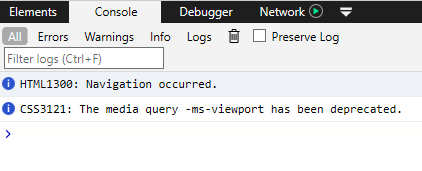 Elements Console Debugger Network
All Errors Warnings Info Logs Preserve Log
Filter logs (Ctrl+F)
HTML1300: Navigation occurred.
CSS3121: The media query -ms-viewport has been deprecated.